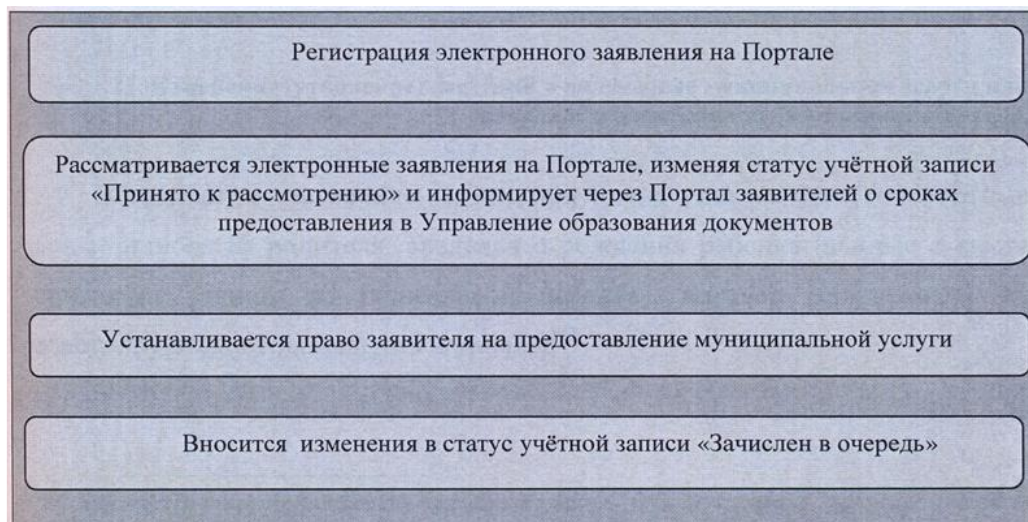 Регистрация электронного заявления на Портале
Рассматривается электронные заявления на Портале, изменяя статус учётной записи
«Принято к рассмотрению» и информирует через Портал заявителей о сроках
предоставления в Управление образования документов
Устанавливается право заявителя на предоставление муниципальной услуги
Вносится изменения в статус учётной записи «Зачислен в очередь»